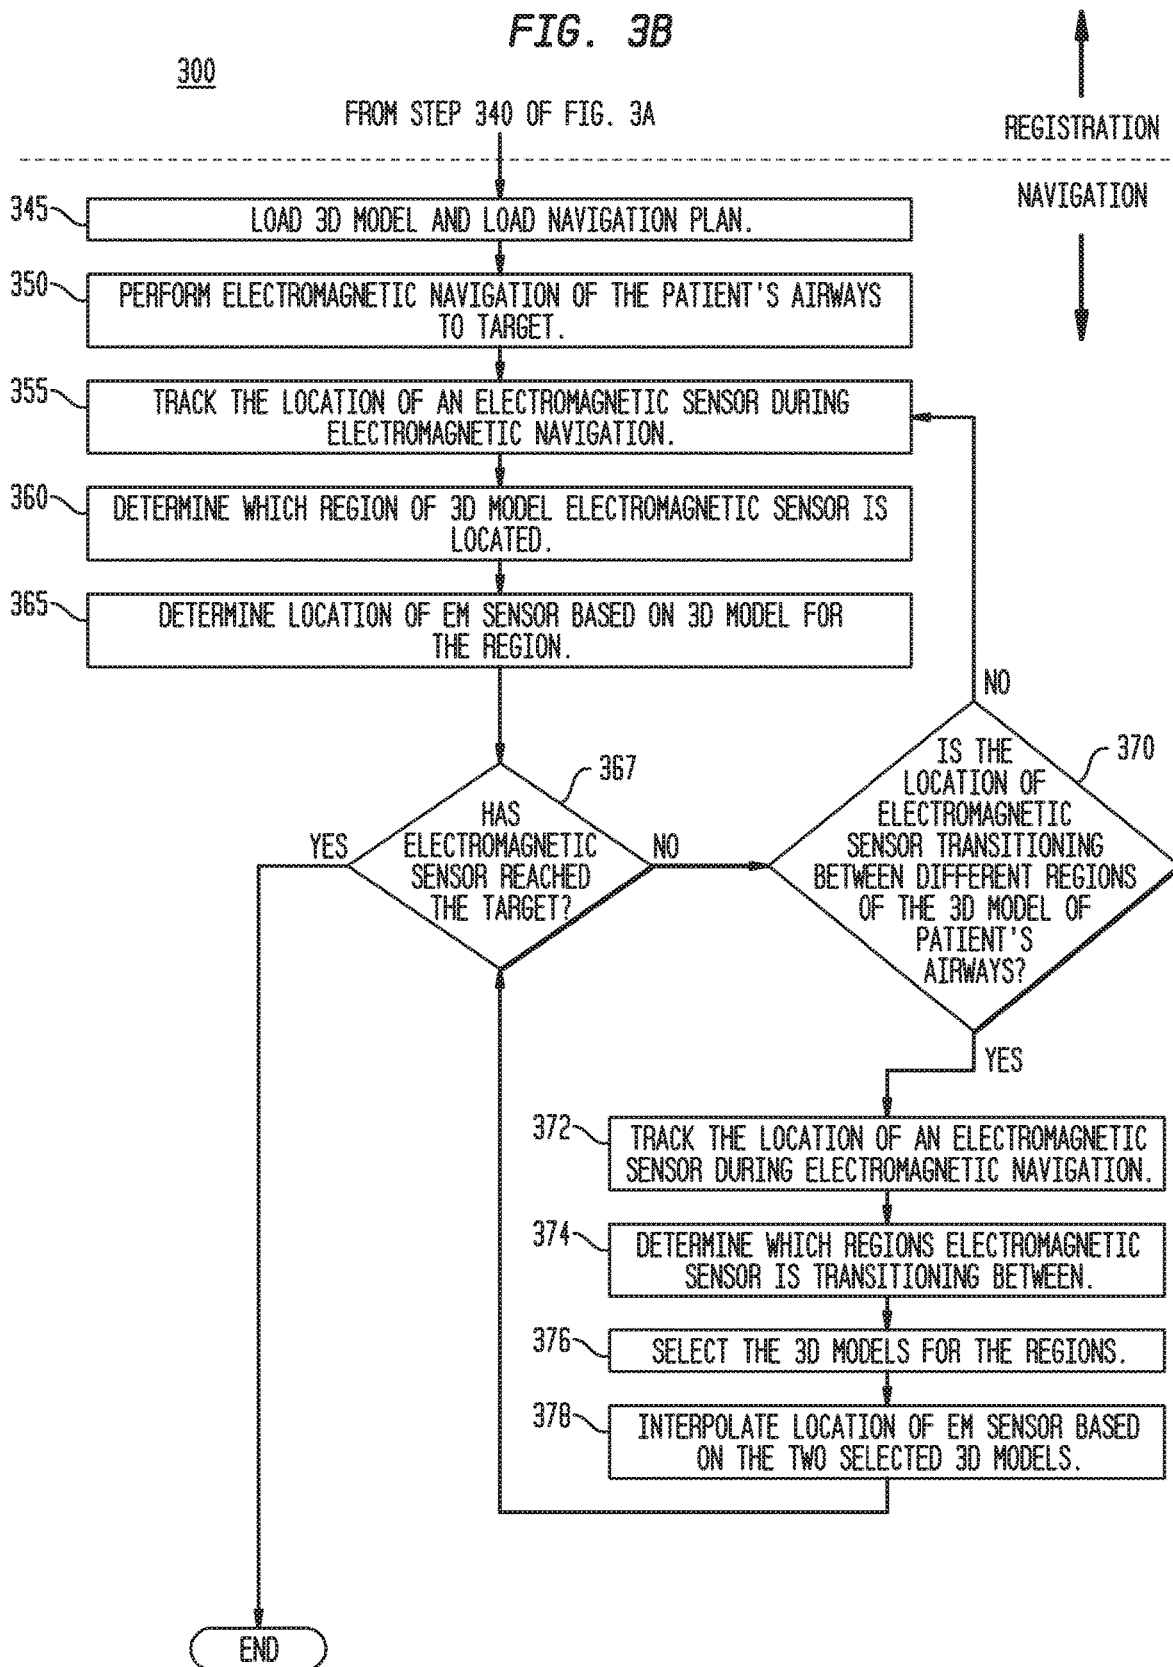 FIG. 3B
300
FROM STEP 340 OF FIG. 3A
REGISTRATION
NAVIGATION
345
LOAD 3D MODEL AND LOAD NAVIGATION PLAN.
350
PERFORM ELECTROMAGNETIC NAVIGATION OF THE PATIENT'S AIRWAYS
TO TARGET.
355
TRACK THE LOCATION OF AN ELECTROMAGNETIC SENSOR DURING
ELECTROMAGNETIC NAVIGATION.
360
DETERMINE WHICH REGION OF 3D MODEL ELECTROMAGNETIC SENSOR IS
LOCATED.
365
DETERMINE LOCATION OF EM SENSOR BASED ON 3D MODEL FOR
THE REGION.
367
HAS
ELECTROMAGNETIC
SENSOR REACHED
THE TARGET?
YES
NO
370
IS THE
LOCATION OF
ELECTROMAGNETIC
SENSOR TRANSITIONING
BETWEEN DIFFERENT REGIONS
OF THE 3D MODEL OF
PATIENT'S
AIRWAYS?
NO
YES
372
TRACK THE LOCATION OF AN ELECTROMAGNETIC
SENSOR DURING ELECTROMAGNETIC NAVIGATION.
374
DETERMINE WHICH REGIONS ELECTROMAGNETIC
SENSOR IS TRANSITIONING BETWEEN.
376
SELECT THE 3D MODELS FOR THE REGIONS.
378
INTERPOLATE LOCATION OF EM SENSOR BASED
ON THE TWO SELECTED 3D MODELS.
END